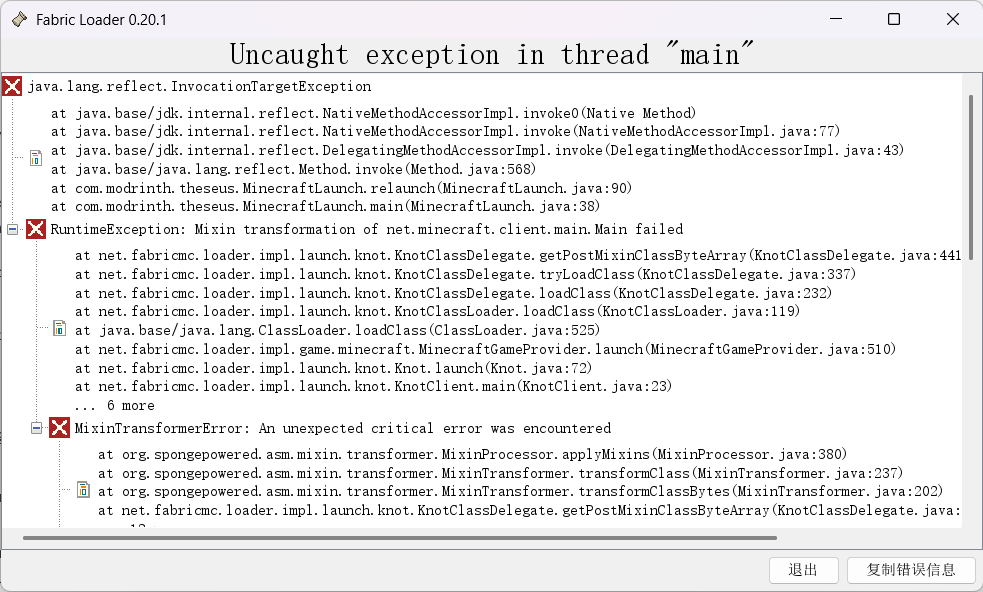 Fabric Loader 0.20.1
Uncaught exception in thread "main"
java.lang.reflect.InvocationTargetException
at java.base/jdk.internal.reflect.NativeMethodAccessorImpl.invoke0(Native Method)
at java.base/jdk.internal.reflect.NativeMethodAccessorImpl.invoke(NativeMethodAccessorImpl.java:77)
at java.base/jdk.internal.reflect.DelegatingMethodAccessorImpl.invoke(DelegatingMethodAccessorImpl.java:43)
at java.base/java.lang.reflect.Method.invoke(Method.java:568)
at com.modrinth.theseus.MinecraftLaunch.relaunch(MinecraftLaunch.java:90)
at com.modrinth.theseus.MinecraftLaunch.main(MinecraftLaunch.java:38)
RuntimeException: Mixin transformation of net.minecraft.client.main.Main failed
at net.fabricmc.loader.impl.launch.knot.KnotClassDelegate.getPostMixinClassByteArray(KnotClassDelegate.java:441
at net.fabricmc.loader.impl.launch.knot.KnotClassDelegate.tryLoadClass(KnotClassDelegate.java:337)
at net.fabricmc.loader.impl.launch.knot.KnotClassDelegate.loadClass(KnotClassDelegate.java:232)
at net.fabricmc.loader.impl.launch.knot.KnotClassLoader.loadClass(KnotClassLoader.java:119)
at java.base/java.lang.ClassLoader.loadClass(ClassLoader.java:525)
at net.fabricmc.loader.impl.game.minecraft.MinecraftGameProvider.launch(MinecraftGameProvider.java:510)
at net.fabricmc.loader.impl.launch.knot.Knot.launch(Knot.java:72)
at net.fabricmc.loader.impl.launch.knot.KnotClient.main(KnotClient.java:23)
... 6 more
MixinTransformerError: An unexpected critical error was encountered
at org.spongepowered.asm.mixin.transformer.MixinProcessor.applyMixins(MixinProcessor.java:380)
at org.spongepowered.asm.mixin.transformer.MixinTransformer.transformClass(MixinTransformer.java:237)
at org.spongepowered.asm.mixin.transformer.MixinTransformer.transformClassBytes(MixinTransformer.java:202)
at net.fabricmc.loader.impl.launch.knot.KnotClassDelegate.getPostMixinClassByteArray(KnotClassDelegate.java:
退出
复制错误信息